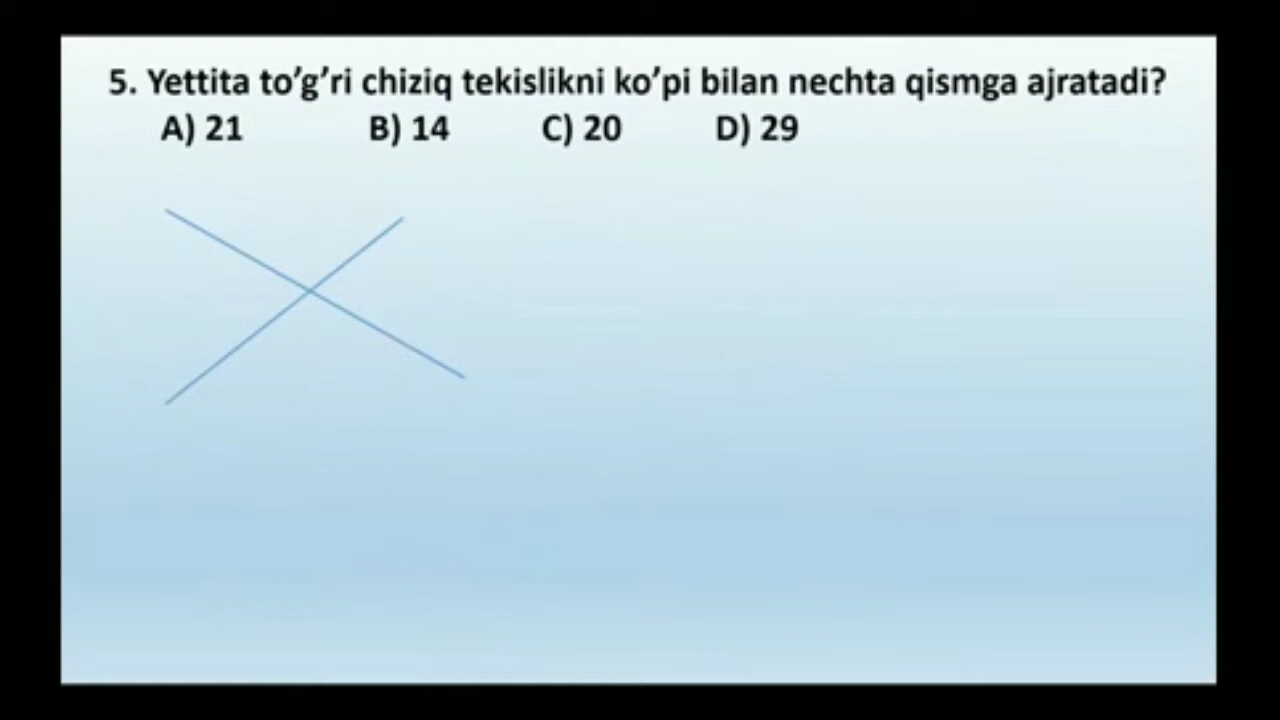 5. Yettita to’g’ri chiziq tekislikni ko’pi bilan nechta qismga ajratadi?
A) 21 B) 14 C) 20 D) 29